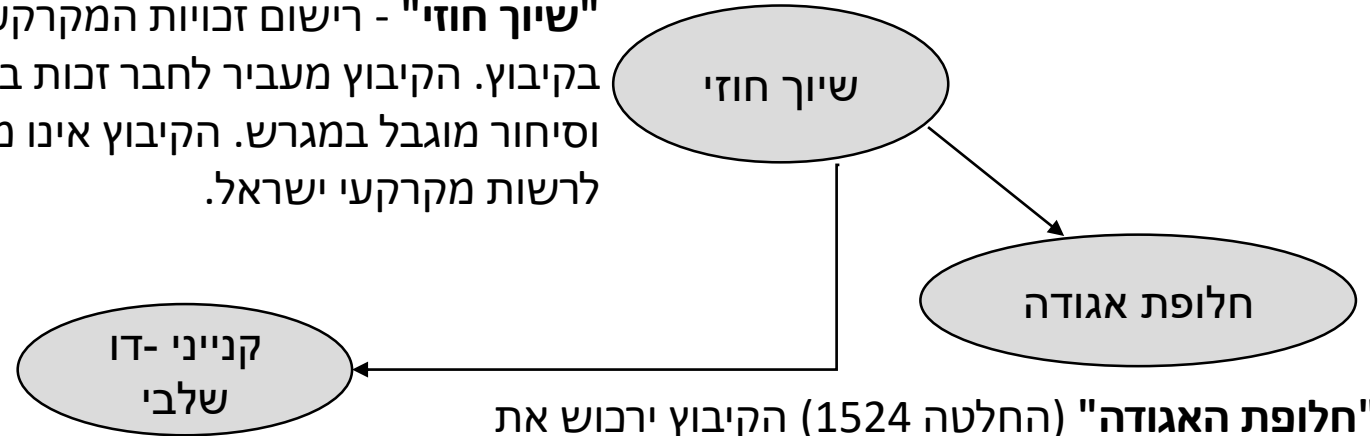 "שיוך חוזי" - רישום זכויות
בקיבוץ. הקיבוץ מעביר לחבר זכות
וסיחור מוגבל במגרש. הקיבוץ אינו
לרשות מקרקעי ישראל.
שיוך חוזי
חלופת אגודה
קנייני -דו
שלבי
"חלופת האגודה" (החלטה 1524) הקיבוץ ירכוש את